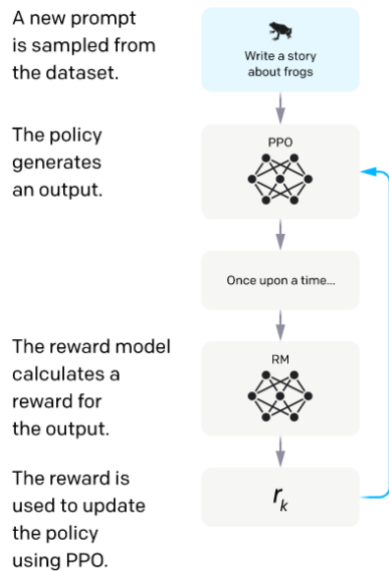 A new prompt
is sampled from
the dataset.
Write a story
about frogs
The policy
generates
an output.
PPO
Once upon a time...
The reward model
calculates a
reward for
the output.
RM
The reward is
used to update
the policy
using PPO.
r_k